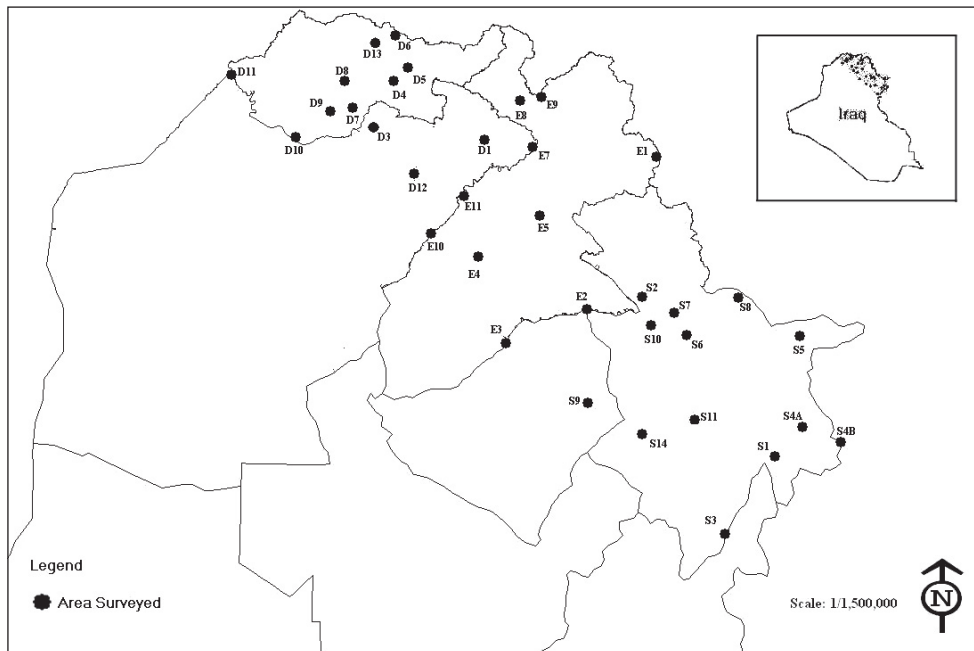 D6
D13
D11
D8
D5
D4
Iraq
E9
E8
D9
D7
D10
D3
D1
E7
E1
D12
E11
E5
E10
E4
S2
S8
E2
S7
S10
S6
S5
E3
S9
S11
S4A
S4B
S14
S1
S3
Legend
Area Surveyed
Scale: 1/1,500,000
N